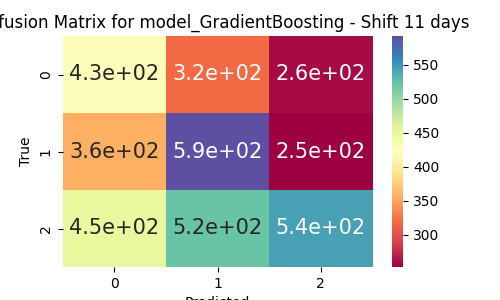 fusion Matrix for model_GradientBoosting - Shift 11 days
0 4.3e+02 3.2e+02 2.6e+02
1 3.6e+02 5.9e+02 2.5e+02
2 4.5e+02 5.2e+02 5.4e+02
0 1 2
True
Predicted
550
500
450
400
350
300